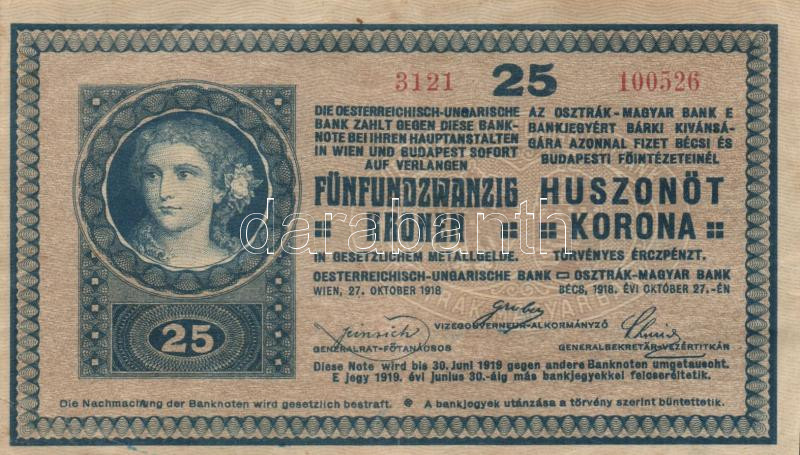 3121 25 100526
DIE OESTERREICHISCH-UNGARISCHE
BANK ZAHLT GEGEN DIESE BANK-
NOTE BEI IHREN HAUPTANSTALTEN
IN WIEN UND BUDAPEST SOFORT
AUF VERLANGEN
FÜNFUNDZWANZIG
KRONEN
IN GESETZLICHEM METALLGELDE.
AZ OSZTRÁK-MAGYAR BANK E
BANKJEGYÉRT BÁRKI KIVÁNSÁ-
GÁRA AZONNAL FIZET BÉCSI ÉS
BUDAPESTI FŐINTÉZETEINÉL
HUSZONÖT
KORONA
TÖRVÉNYES ÉRCZPÉNZT.
OESTERREICHISCH-UNGARISCHE BANK OSZTRÁK-MAGYAR BANK
WIEN, 27. OKTOBER 1918 BÉCS, 1918. ÉVI OKTÓBER 27.-ÉN
Gruber
VIZEGOUVERNEUR-ALKORMÁNYZÓ
GENERALRAT-FŐTANÁCSOS GENERALSEKRETÄR-VEZÉRTITKÁR
Diese Note wird bis 30. Juni 1919 gegen andere Banknoten umgetauscht.
E jegy 1919. évi junius 30.-áig más bankjegyekkel felcseréltetik.
25
Die Nachmachung der Banknoten wird gesetzlich bestraft. A bankjegyek utánzása a törvény szerint büntettetik.
darabanth